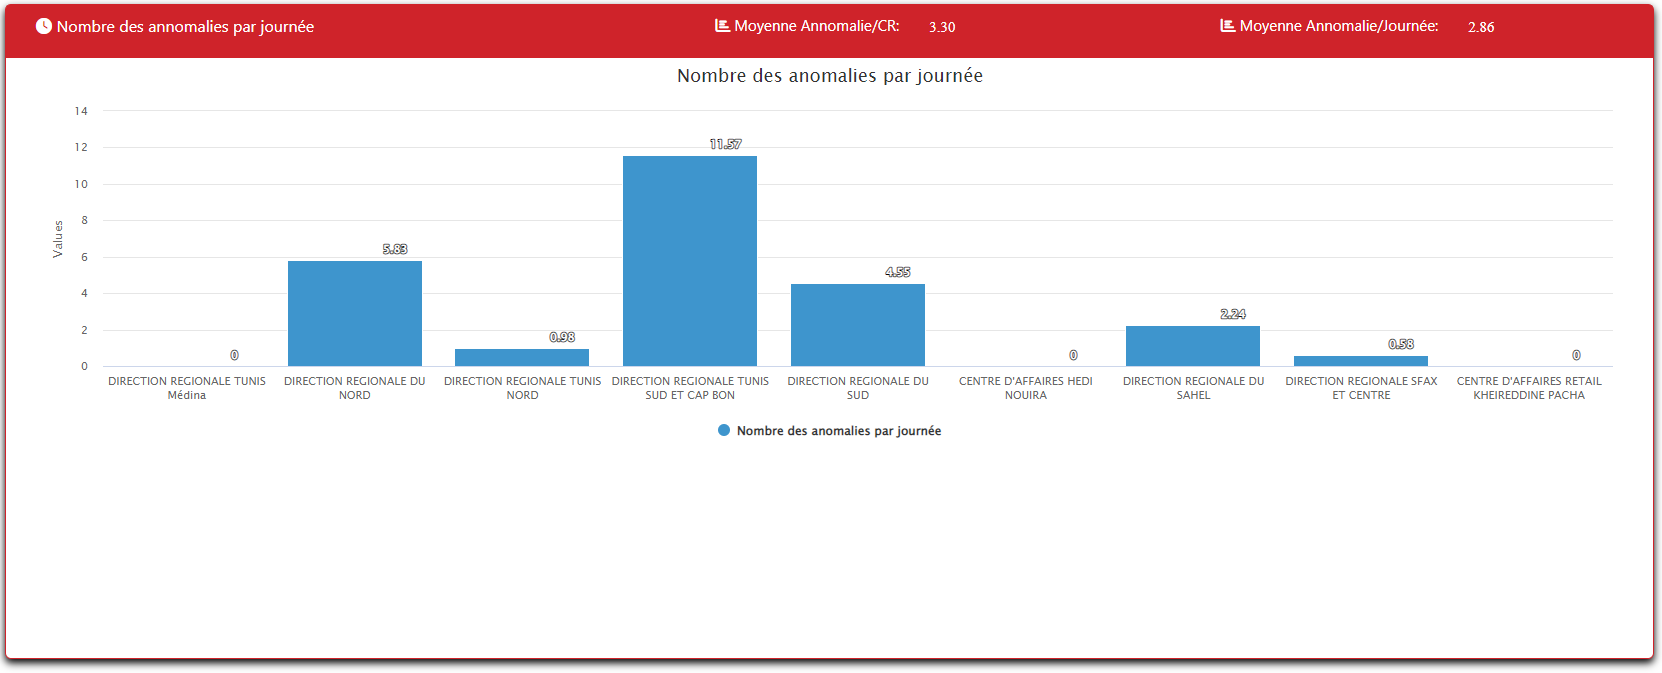 Nombre des annomalies par journée
Moyenne Annomalie/CR: 3.30
Moyenne Annomalie/Journée: 2.86
Nombre des anomalies par journée
Values
14
12
10
8
6
4
2
0
0
5.83
0.98
11.57
4.55
0
2.24
0.58
0
DIRECTION REGIONALE TUNIS
Médina
DIRECTION REGIONALE DU
NORD
DIRECTION REGIONALE TUNIS
NORD
DIRECTION REGIONALE TUNIS
SUD ET CAP BON
DIRECTION REGIONALE DU
SUD
CENTRE D'AFFAIRES HEDI
NOUIRA
DIRECTION REGIONALE DU
SAHEL
DIRECTION REGIONALE SFAX
ET CENTRE
CENTRE D'AFFAIRES RETAIL
KHEIREDDINE PACHA
Nombre des anomalies par journée